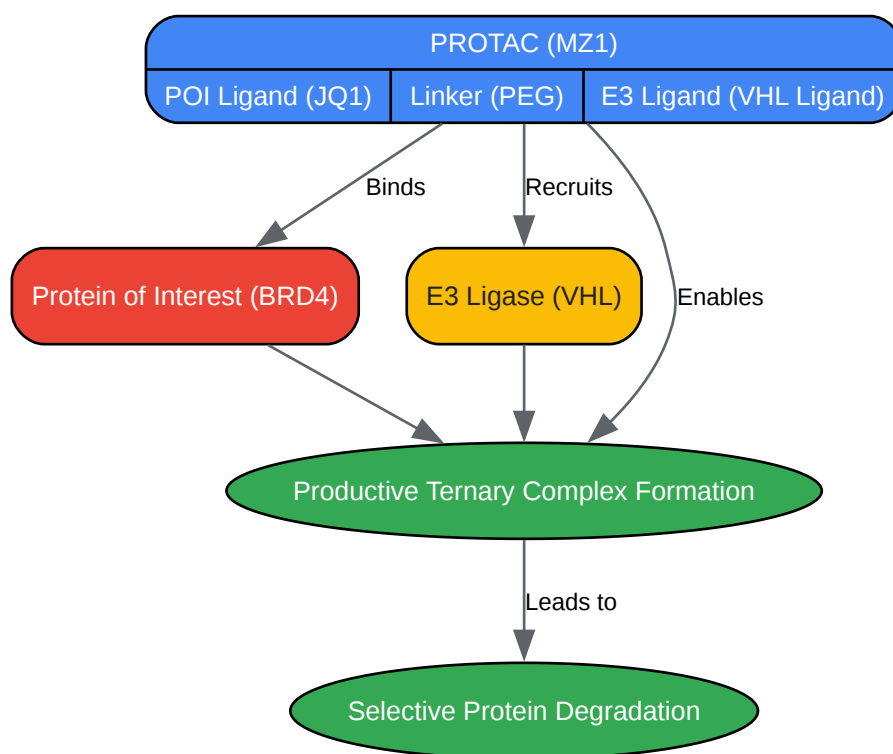 PROTAC (MZ1)
POI Ligand (JQ1)
Linker (PEG)
E3 Ligand (VHL Ligand)
Binds
Recruits
Protein of Interest (BRD4)
E3 Ligase (VHL)
Enables
Productive Ternary Complex Formation
Leads to
Selective Protein Degradation